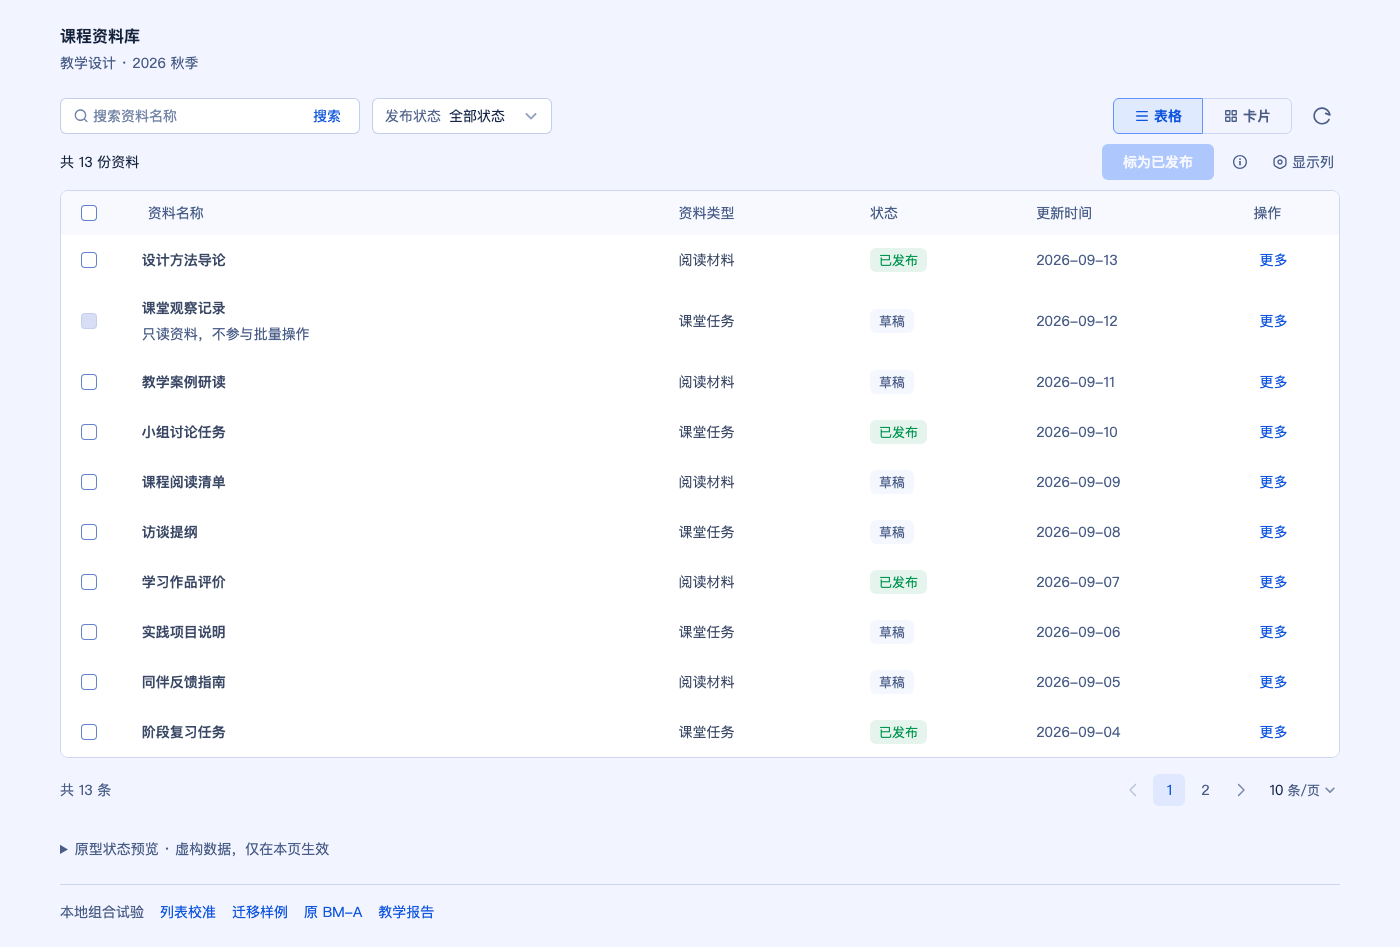 课程资料库
教学设计 · 2026 秋季
搜索资料名称 搜索 发布状态 全部状态 表格 卡片
共 13 份资料 标为已发布 显示列
资料名称 资料类型 状态 更新时间 操作
设计方法导论 阅读材料 已发布 2026-09-13 更多
课堂观察记录
只读资料，不参与批量操作 课堂任务 草稿 2026-09-12 更多
教学案例研读 阅读材料 草稿 2026-09-11 更多
小组讨论任务 课堂任务 已发布 2026-09-10 更多
课程阅读清单 阅读材料 草稿 2026-09-09 更多
访谈提纲 课堂任务 草稿 2026-09-08 更多
学习作品评价 阅读材料 已发布 2026-09-07 更多
实践项目说明 课堂任务 草稿 2026-09-06 更多
同伴反馈指南 阅读材料 草稿 2026-09-05 更多
阶段复习任务 课堂任务 已发布 2026-09-04 更多
共 13 条 1 2 10 条/页
原型状态预览 · 虚构数据，仅在本页生效
本地组合试验 列表校准 迁移样例 原 BM-A 教学报告